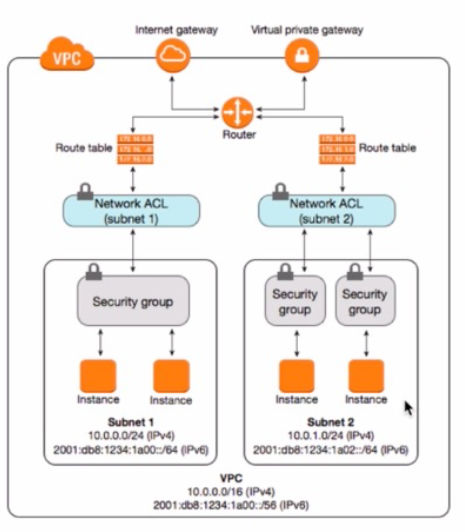 Internet gateway
Virtual private gateway
VPC
Router
Route table
Route table
Network ACL
(subnet 1)
Network ACL
(subnet 2)
Security group
Security
group
Security
group
Instance
Instance
Instance
Instance
Subnet 1
10.0.0.0/24 (IPv4)
2001:db8:1234:1a00::/64 (IPv6)
Subnet 2
10.0.1.0/24 (IPv4)
2001:db8:1234:1a02::/64 (IPv6)
VPC
10.0.0.0/16 (IPv4)
2001:db8:1234:1a00::/56 (IPv6)